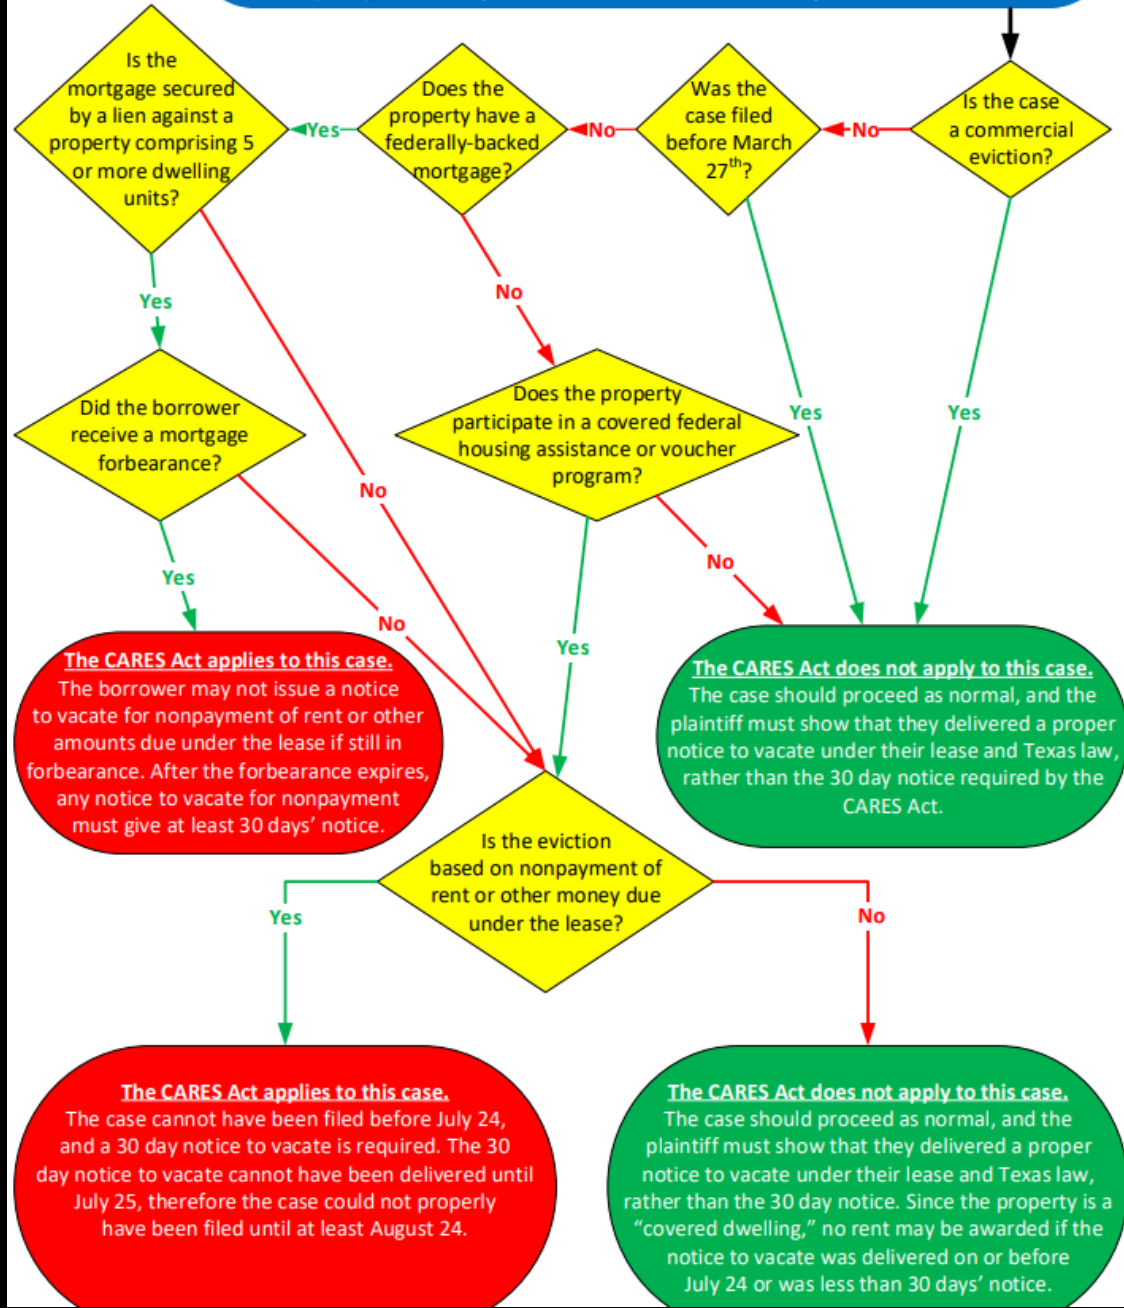 Is the case
a commercial
eviction?
No
Yes
Was the
case filed
before March
27th?
No
Yes
Does the
property have a
federally-backed
mortgage?
Yes
No
Is the
mortgage secured
by a lien against a
property comprising 5
or more dwelling
units?
Yes
No
Did the borrower
receive a mortgage
forbearance?
Yes
No
Does the property
participate in a covered federal
housing assistance or voucher
program?
Yes
No
The CARES Act applies to this case.
The borrower may not issue a notice
to vacate for nonpayment of rent or other
amounts due under the lease if still in
forbearance. After the forbearance expires,
any notice to vacate for nonpayment
must give at least 30 days’ notice.
The CARES Act does not apply to this case.
The case should proceed as normal, and the
plaintiff must show that they delivered a proper
notice to vacate under their lease and Texas law,
rather than the 30 day notice required by the
CARES Act.
Is the eviction
based on nonpayment of
rent or other money due
under the lease?
Yes
No
The CARES Act applies to this case.
The case cannot have been filed before July 24,
and a 30 day notice to vacate is required. The 30
day notice to vacate cannot have been delivered until
July 25, therefore the case could not properly
have been filed until at least August 24.
The CARES Act does not apply to this case.
The case should proceed as normal, and the
plaintiff must show that they delivered a proper
notice to vacate under their lease and Texas law,
rather than the 30 day notice. Since the property is a
“covered dwelling,” no rent may be awarded if the
notice to vacate was delivered on or before
July 24 or was less than 30 days’ notice.